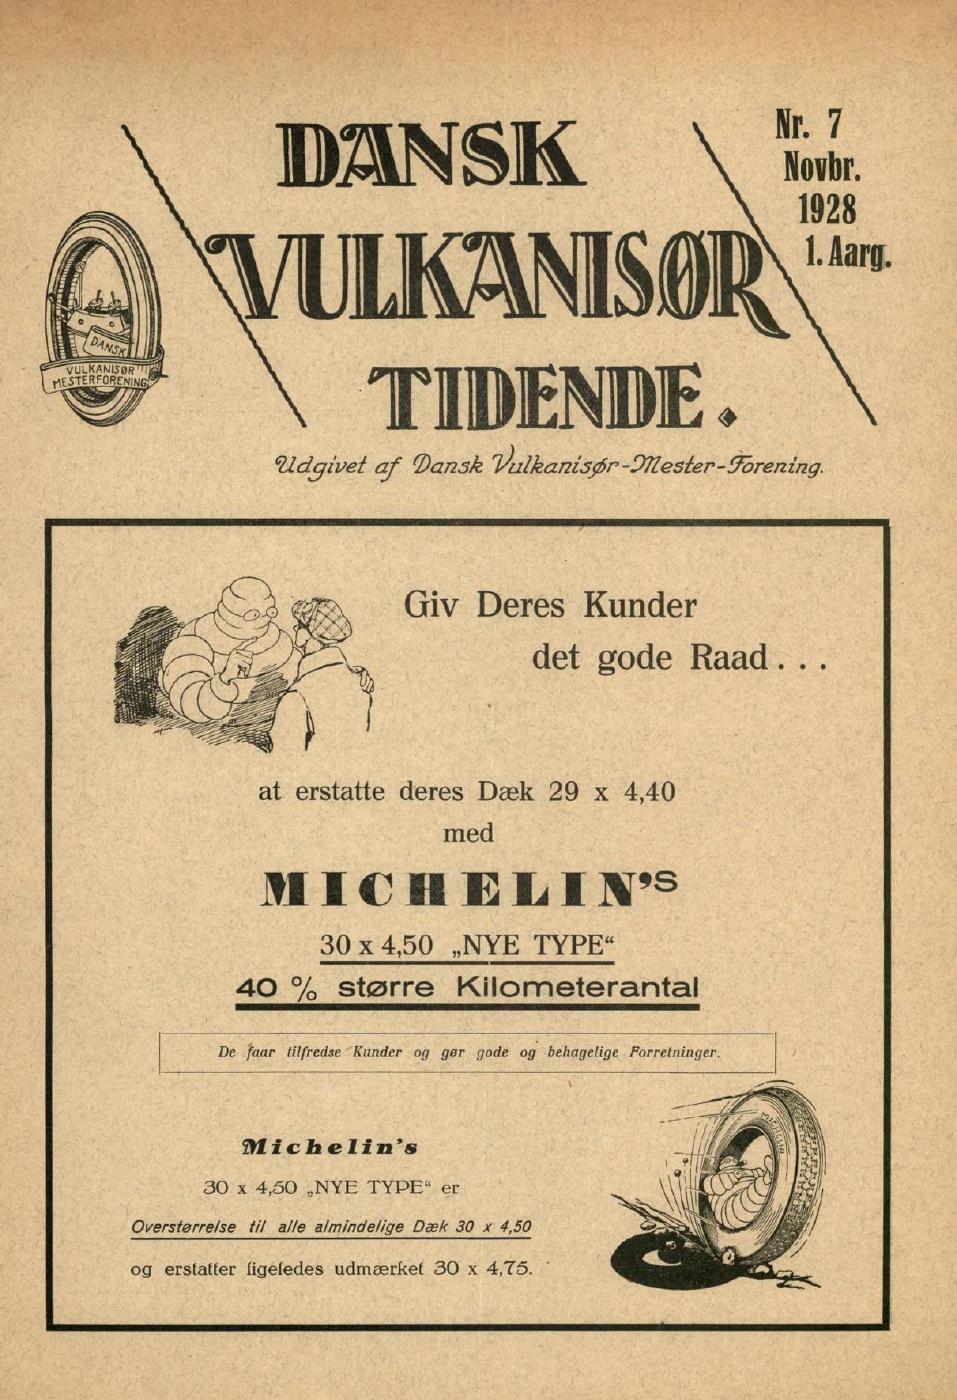 DANSK
VULKANISØR
TIDENDE.
Nr. 7
Novbr.
1928
1. Aarg.
DANSK
VULKANISØR
MESTERFORENING
Udgivet af Dansk Vulkanisør-Mester-Forening.
Giv Deres Kunder
det gode Raad...
at erstatte deres Dæk 29 x 4,40
med
MICHELIN's
30 x 4,50 „NYE TYPE“
40 % større Kilometerantal
De faar tilfredse Kunder og gør gode og behagelige Forretninger.
Michelin's
30 x 4,50 „NYE TYPE“ er
Overstørrelse til alle almindelige Dæk 30 x 4,50
og erstatter ligeledes udmærket 30 x 4,75.
MICHELIN